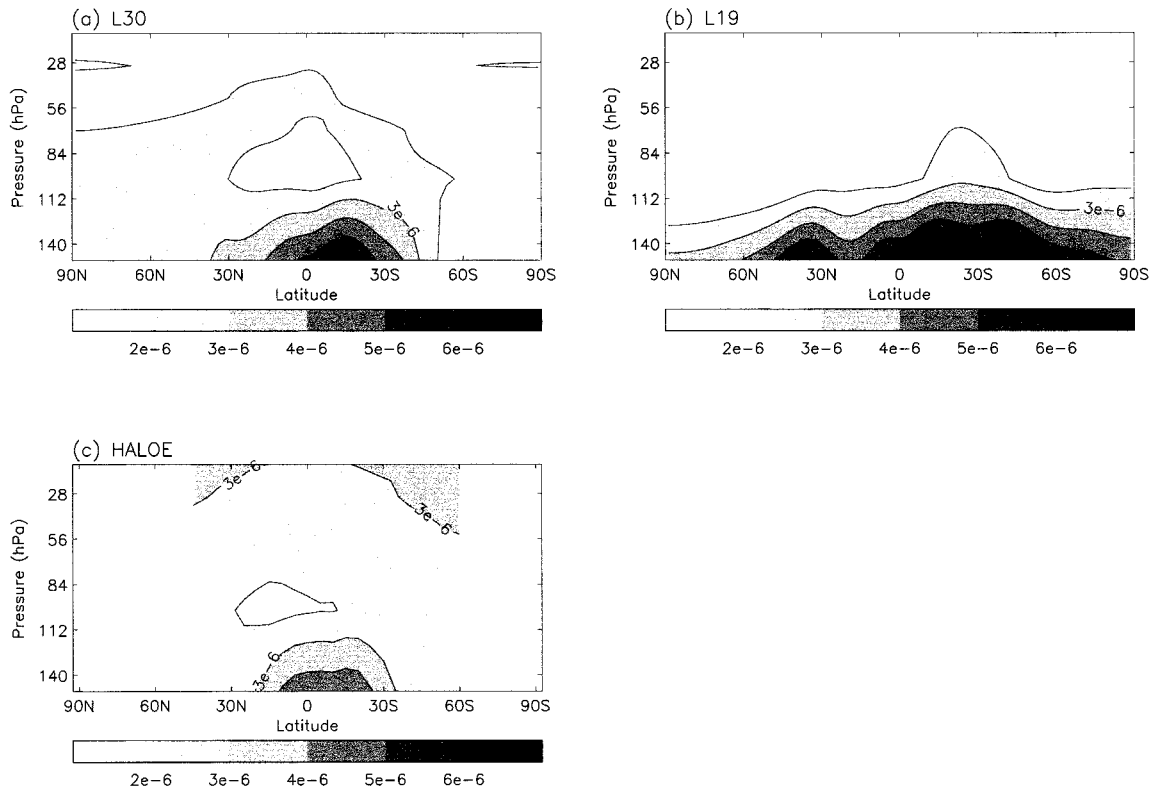 (a) L30
Pressure (hPa)
28
56
84
112
140
3e-6
90N 60N 30N 0 30S 60S 90S
Latitude
2e-6 3e-6 4e-6 5e-6 6e-6
(b) L19
Pressure (hPa)
28
56
84
112
140
3e-6
90N 60N 30N 0 30S 60S 90S
Latitude
2e-6 3e-6 4e-6 5e-6 6e-6
(c) HALOE
Pressure (hPa)
28
56
84
112
140
3e-6
3e-6
3e-6
90N 60N 30N 0 30S 60S 90S
Latitude
2e-6 3e-6 4e-6 5e-6 6e-6